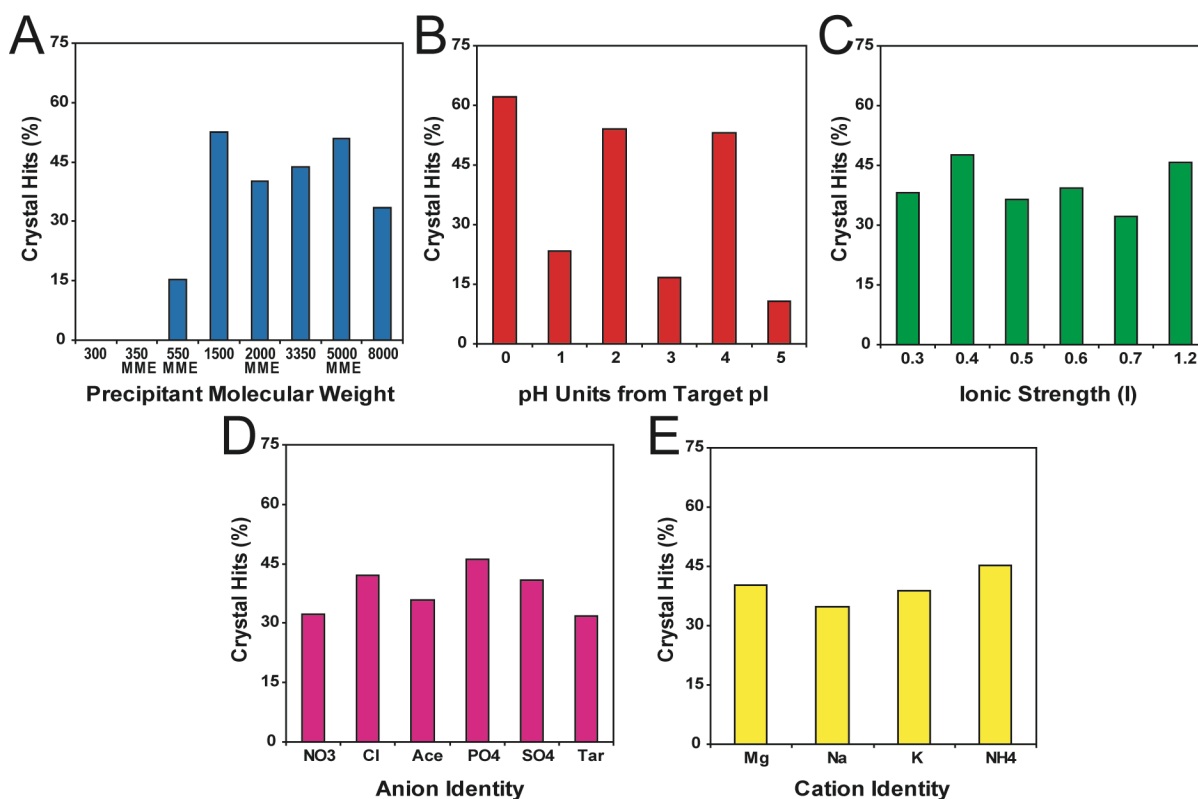 A
75
60
45
30
15
0
Crystal Hits (%)
300 350 550 1500 2000 3350 5000 8000
MME MME MME MME
Precipitant Molecular Weight
B
75
60
45
30
15
0
Crystal Hits (%)
0 1 2 3 4 5
pH Units from Target pI
C
75
60
45
30
15
0
Crystal Hits (%)
0.3 0.4 0.5 0.6 0.7 1.2
Ionic Strength (I)
D
75
60
45
30
15
0
Crystal Hits (%)
NO3 Cl Ace PO4 SO4 Tar
Anion Identity
E
75
60
45
30
15
0
Crystal Hits (%)
Mg Na K NH4
Cation Identity